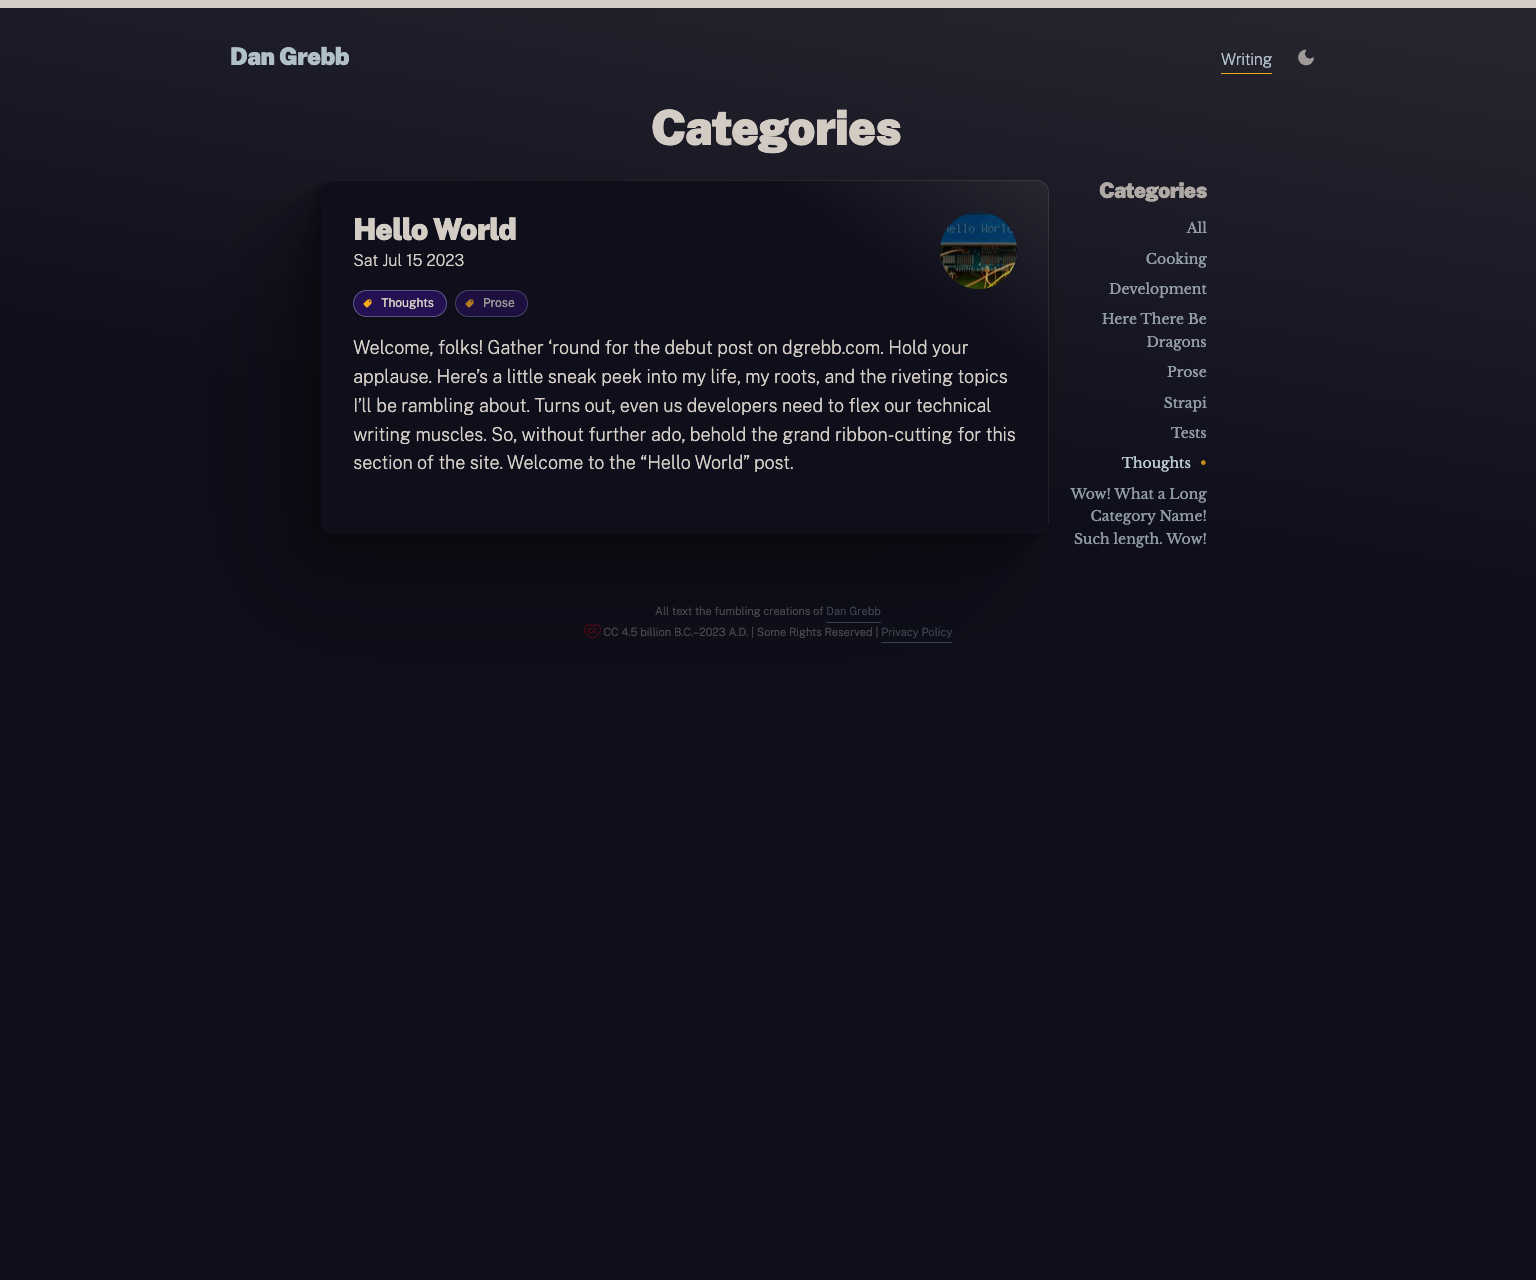 Dan Grebb
Writing
Categories
Hello World
Sat Jul 15 2023
Thoughts
Prose
Welcome, folks! Gather ‘round for the debut post on dgrebb.com. Hold your
applause. Here’s a little sneak peek into my life, my roots, and the riveting topics
I’ll be rambling about. Turns out, even us developers need to flex our technical
writing muscles. So, without further ado, behold the grand ribbon-cutting for this
section of the site. Welcome to the “Hello World” post.
Hello World
Categories
All
Cooking
Development
Here There Be
Dragons
Prose
Strapi
Tests
Thoughts
Wow! What a Long
Category Name!
Such length. Wow!
All text the fumbling creations of Dan Grebb
CC 4.5 billion B.C.–2023 A.D. | Some Rights Reserved | Privacy Policy